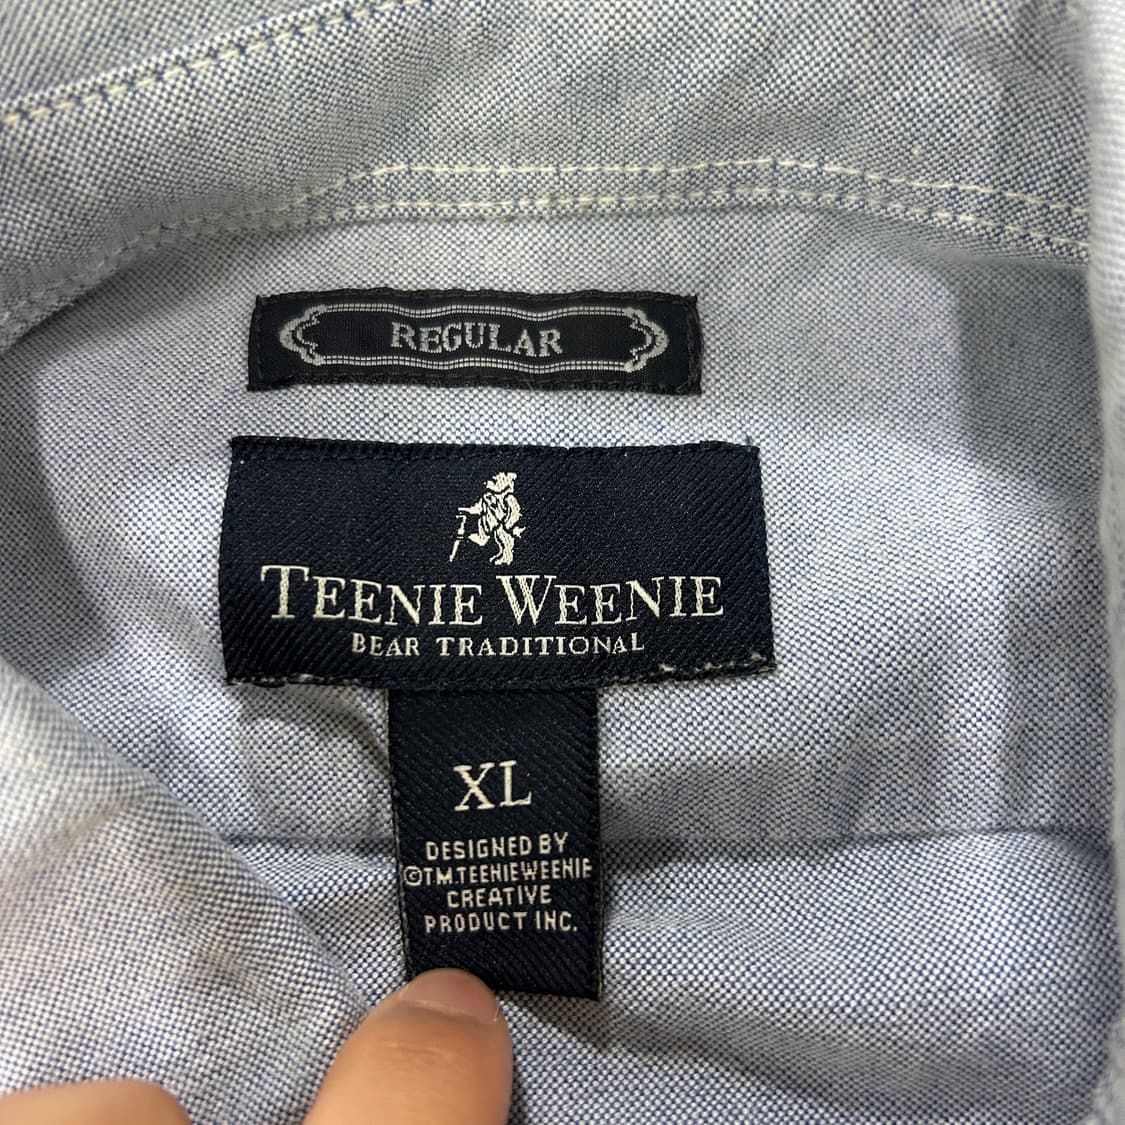 REGULAR
TEENIE WEENIE
BEAR TRADITIONAL
XL
DESIGNED BY
©TM.TEENIEWEENIE
CREATIVE
PRODUCT INC.